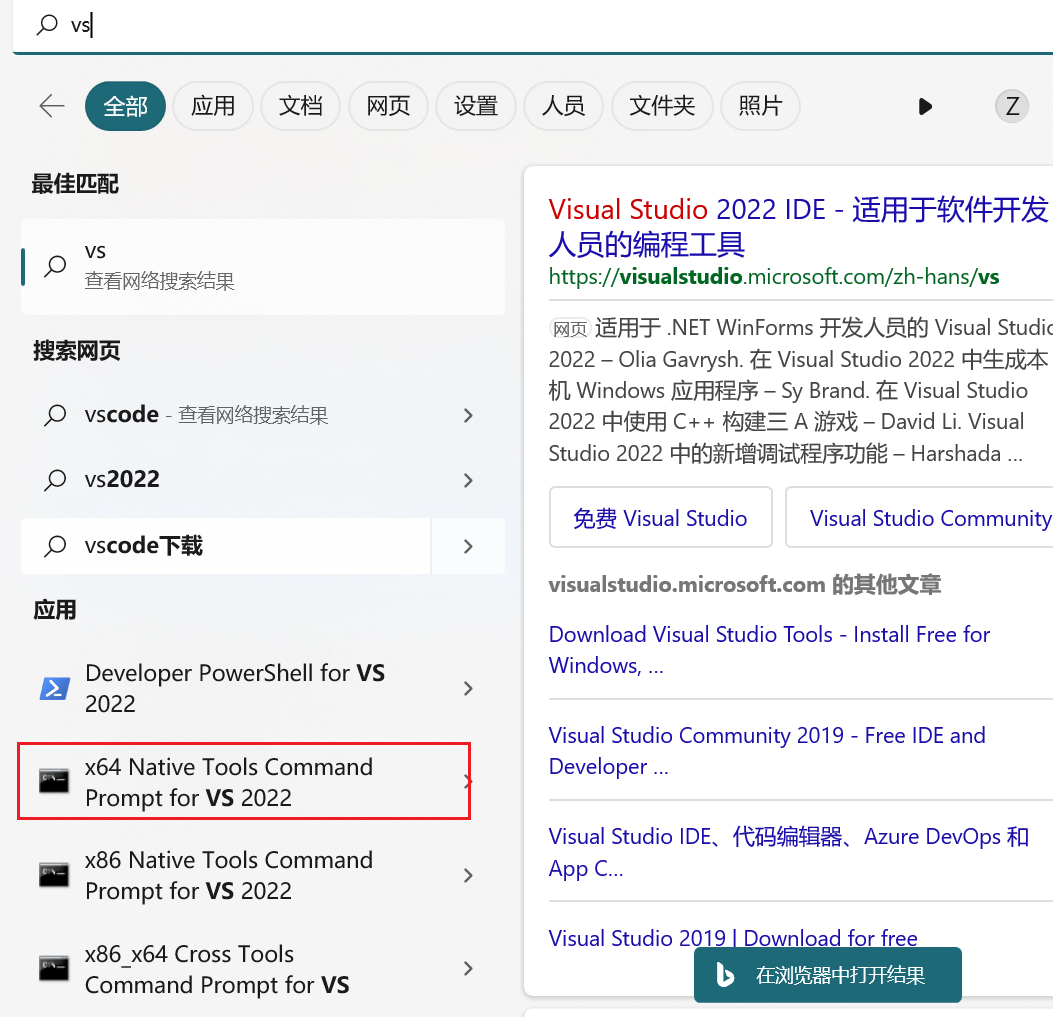 vs
全部
应用
文档
网页
设置
人员
文件夹
照片
Z
最佳匹配
vs
查看网络搜索结果
搜索网页
vscode - 查看网络搜索结果
vs2022
vscode下载
应用
Developer PowerShell for VS
2022
x64 Native Tools Command
Prompt for VS 2022
x86 Native Tools Command
Prompt for VS 2022
x86_x64 Cross Tools
Command Prompt for VS
Visual Studio 2022 IDE - 适用于软件开发
人员的编程工具
https://visualstudio.microsoft.com/zh-hans/vs
网页 适用于 .NET WinForms 开发人员的 Visual Studio
2022 – Olia Gavrysh. 在 Visual Studio 2022 中生成本
机 Windows 应用程序 – Sy Brand. 在 Visual Studio
2022 中使用 C++ 构建三 A 游戏 – David Li. Visual
Studio 2022 中的新增调试程序功能 – Harshada ...
免费 Visual Studio
Visual Studio Community
visualstudio.microsoft.com 的其他文章
Download Visual Studio Tools - Install Free for
Windows, ...
Visual Studio Community 2019 - Free IDE and
Developer ...
Visual Studio IDE、代码编辑器、Azure DevOps 和
App C...
Visual Studio 2019 | Download for free
在浏览器中打开结果